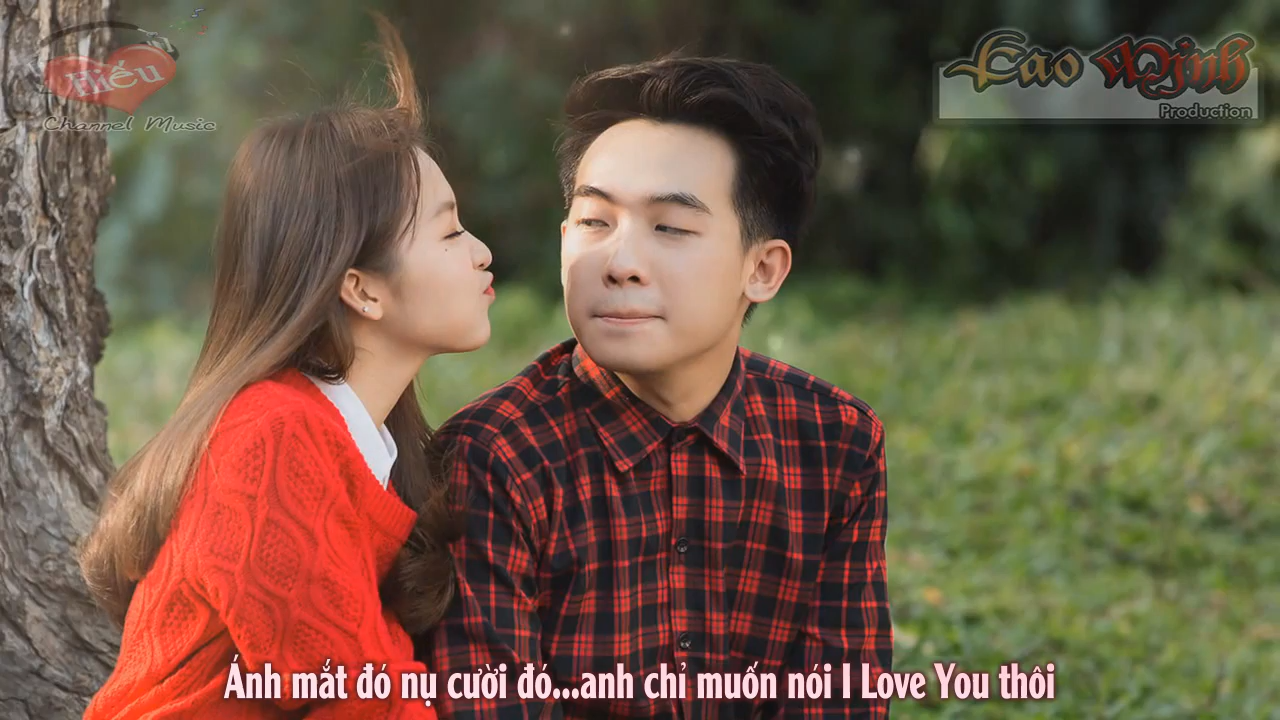 Hiếu
Channel Music
Cao Minh
Production
Ánh mắt đó nụ cười đó...anh chỉ muốn nói I Love You thôi